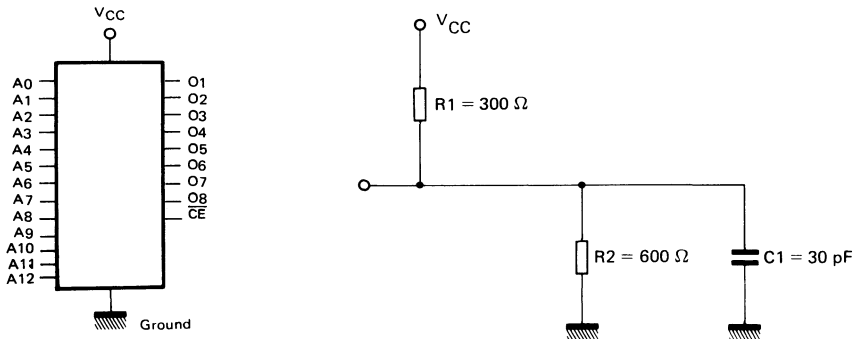 VCC
A0
A1
A2
A3
A4
A5
A6
A7
A8
A9
A10
A11
A12
O1
O2
O3
O4
O5
O6
O7
O8
CE
Ground
VCC
R1 = 300 Ω
R2 = 600 Ω
C1 = 30 pF